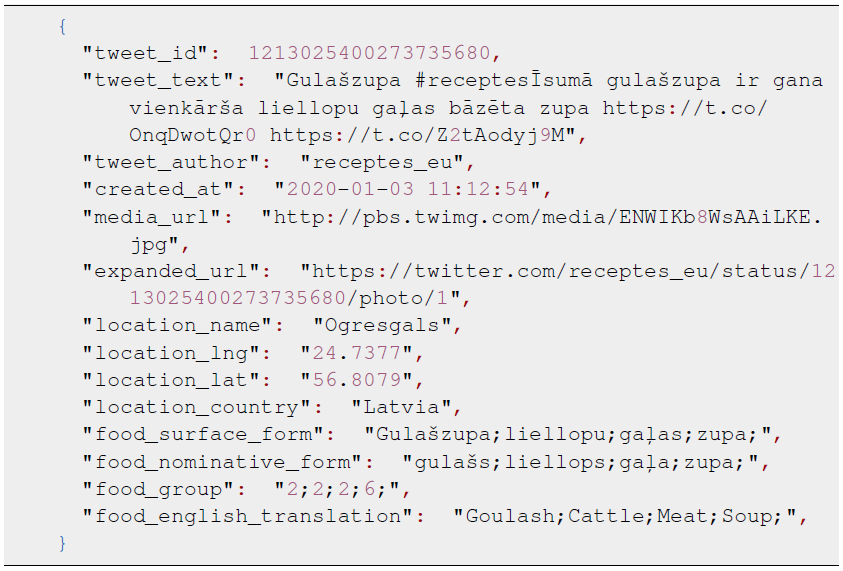 {
"tweet_id": 1213025400273735680,
"tweet_text": "Gulašzupa #receptesĪsumā gulašzupa ir gana
vienkārša liellopu gaļas bāzēta zupa https://t.co/
OnqDwotQr0 https://t.co/Z2tAodyj9M",
"tweet_author": "receptes_eu",
"created_at": "2020-01-03 11:12:54",
"media_url": "http://pbs.twimg.com/media/ENWIKb8WsAAiLKE.
jpg",
"expanded_url": "https://twitter.com/receptes_eu/status/12
13025400273735680/photo/1",
"location_name": "Ogresgals",
"location_lng": "24.7377",
"location_lat": "56.8079",
"location_country": "Latvia",
"food_surface_form": "Gulašzupa;liellopu;gaļas;zupa;",
"food_nominative_form": "gulašs;liellops;gaļa;zupa;",
"food_group": "2;2;2;6;",
"food_english_translation": "Goulash;Cattle;Meat;Soup;",
}